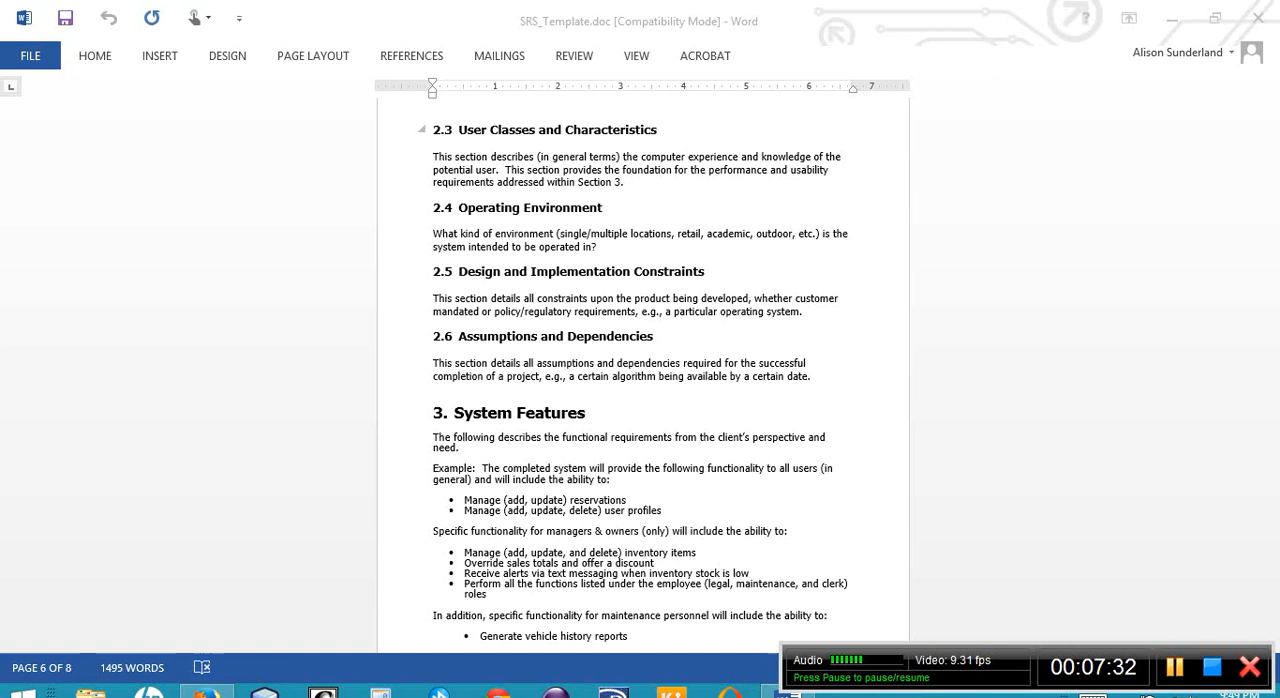 SRS_Template.doc [Compatibility Mode] - Word
FILE HOME INSERT DESIGN PAGE LAYOUT REFERENCES MAILINGS REVIEW VIEW ACROBAT Alison Sunderland
1 2 3 4 5 6 7
2.3 User Classes and Characteristics
This section describes (in general terms) the computer experience and knowledge of the
potential user. This section provides the foundation for the performance and usability
requirements addressed within Section 3.
2.4 Operating Environment
What kind of environment (single/multiple locations, retail, academic, outdoor, etc.) is the
system intended to be operated in?
2.5 Design and Implementation Constraints
This section details all constraints upon the product being developed, whether customer
mandated or policy/regulatory requirements, e.g., a particular operating system.
2.6 Assumptions and Dependencies
This section details all assumptions and dependencies required for the successful
completion of a project, e.g., a certain algorithm being available by a certain date.
3. System Features
The following describes the functional requirements from the client's perspective and
need.
Example: The completed system will provide the following functionality to all users (in
general) and will include the ability to:
• Manage (add, update) reservations
• Manage (add, update, delete) user profiles
Specific functionality for managers & owners (only) will include the ability to:
• Manage (add, update, and delete) inventory items
• Override sales totals and offer a discount
• Receive alerts via text messaging when inventory stock is low
• Perform all the functions listed under the employee (legal, maintenance, and clerk)
roles
In addition, specific functionality for maintenance personnel will include the ability to:
• Generate vehicle history reports
PAGE 6 OF 8 1495 WORDS
Audio Video: 9.31 fps
Press Pause to pause/resume
00:07:32